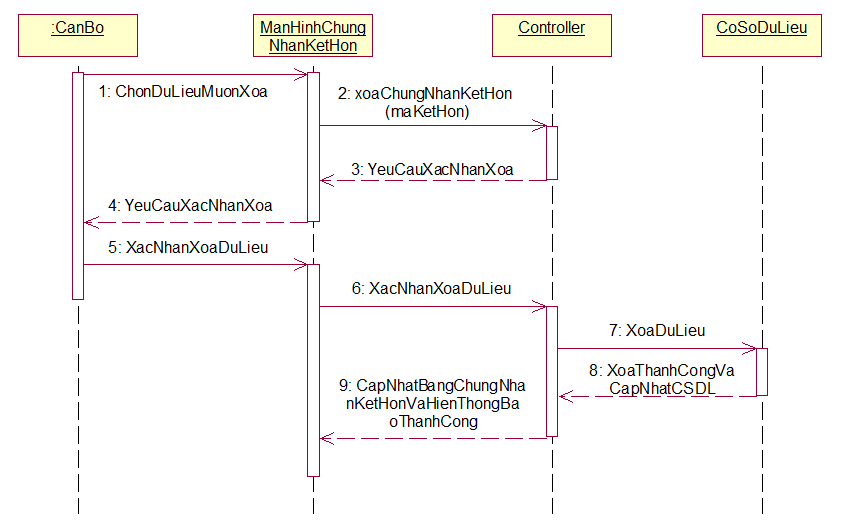 :CanBo
ManHinhChung
NhanKetHon
Controller
CoSoDuLieu
1: ChonDuLieuMuonXoa
2: xoaChungNhanKetHon
(maKetHon)
3: YeuCauXacNhanXoa
4: YeuCauXacNhanXoa
5: XacNhanXoaDuLieu
6: XacNhanXoaDuLieu
7: XoaDuLieu
8: XoaThanhCongVa
CapNhatCSDL
9: CapNhatBangChungNha
nKetHonVaHienThongBa
oThanhCong